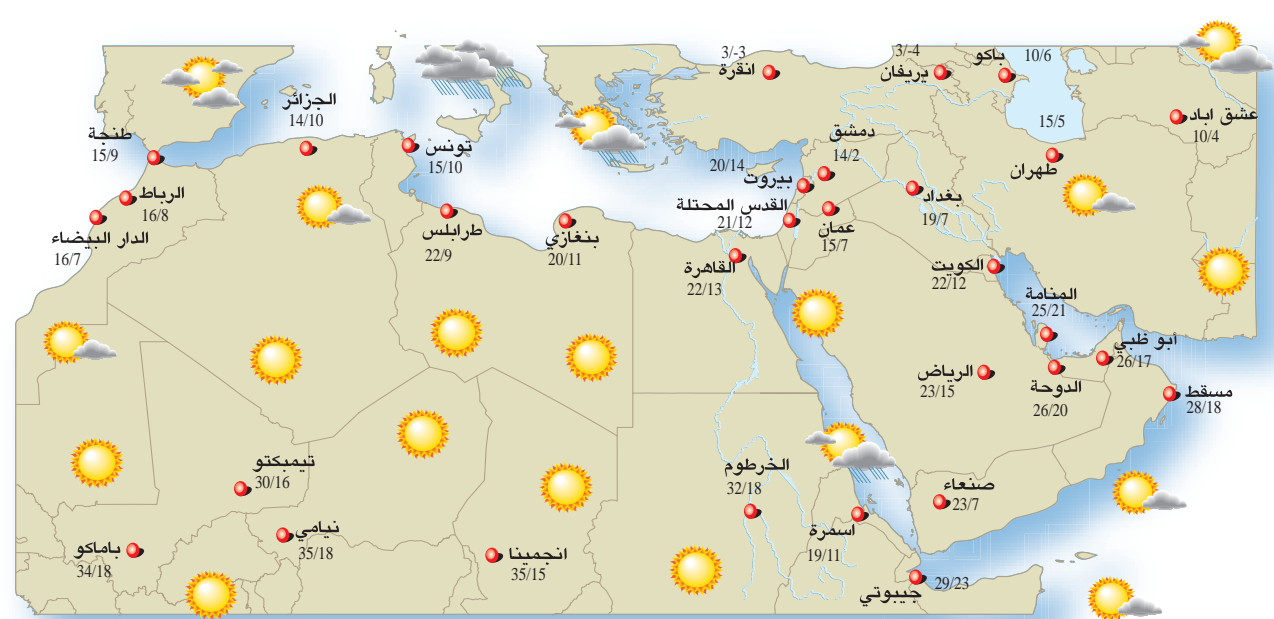 3/-3
انقرة
3/-4
يريفان
باكو
10/6
عشق اباد
10/4
15/5
طهران
الجزائر
14/10
طنجة
15/9
تونس
15/10
دمشق
14/2
20/14
بيروت
بغداد
19/7
الرباط
16/8
الدار البيضاء
16/7
طرابلس
22/9
بنغازي
20/11
القدس المحتلة
21/12
عمان
15/7
القاهرة
22/13
الكويت
22/12
المنامة
25/21
أبو ظبي
26/17
الرياض
23/15
الدوحة
26/20
مسقط
28/18
تيمبكتو
30/16
الخرطوم
32/18
صنعاء
23/7
نيامي
35/18
باماكو
34/18
انجمينا
35/15
اسمرة
19/11
جيبوتي
29/23